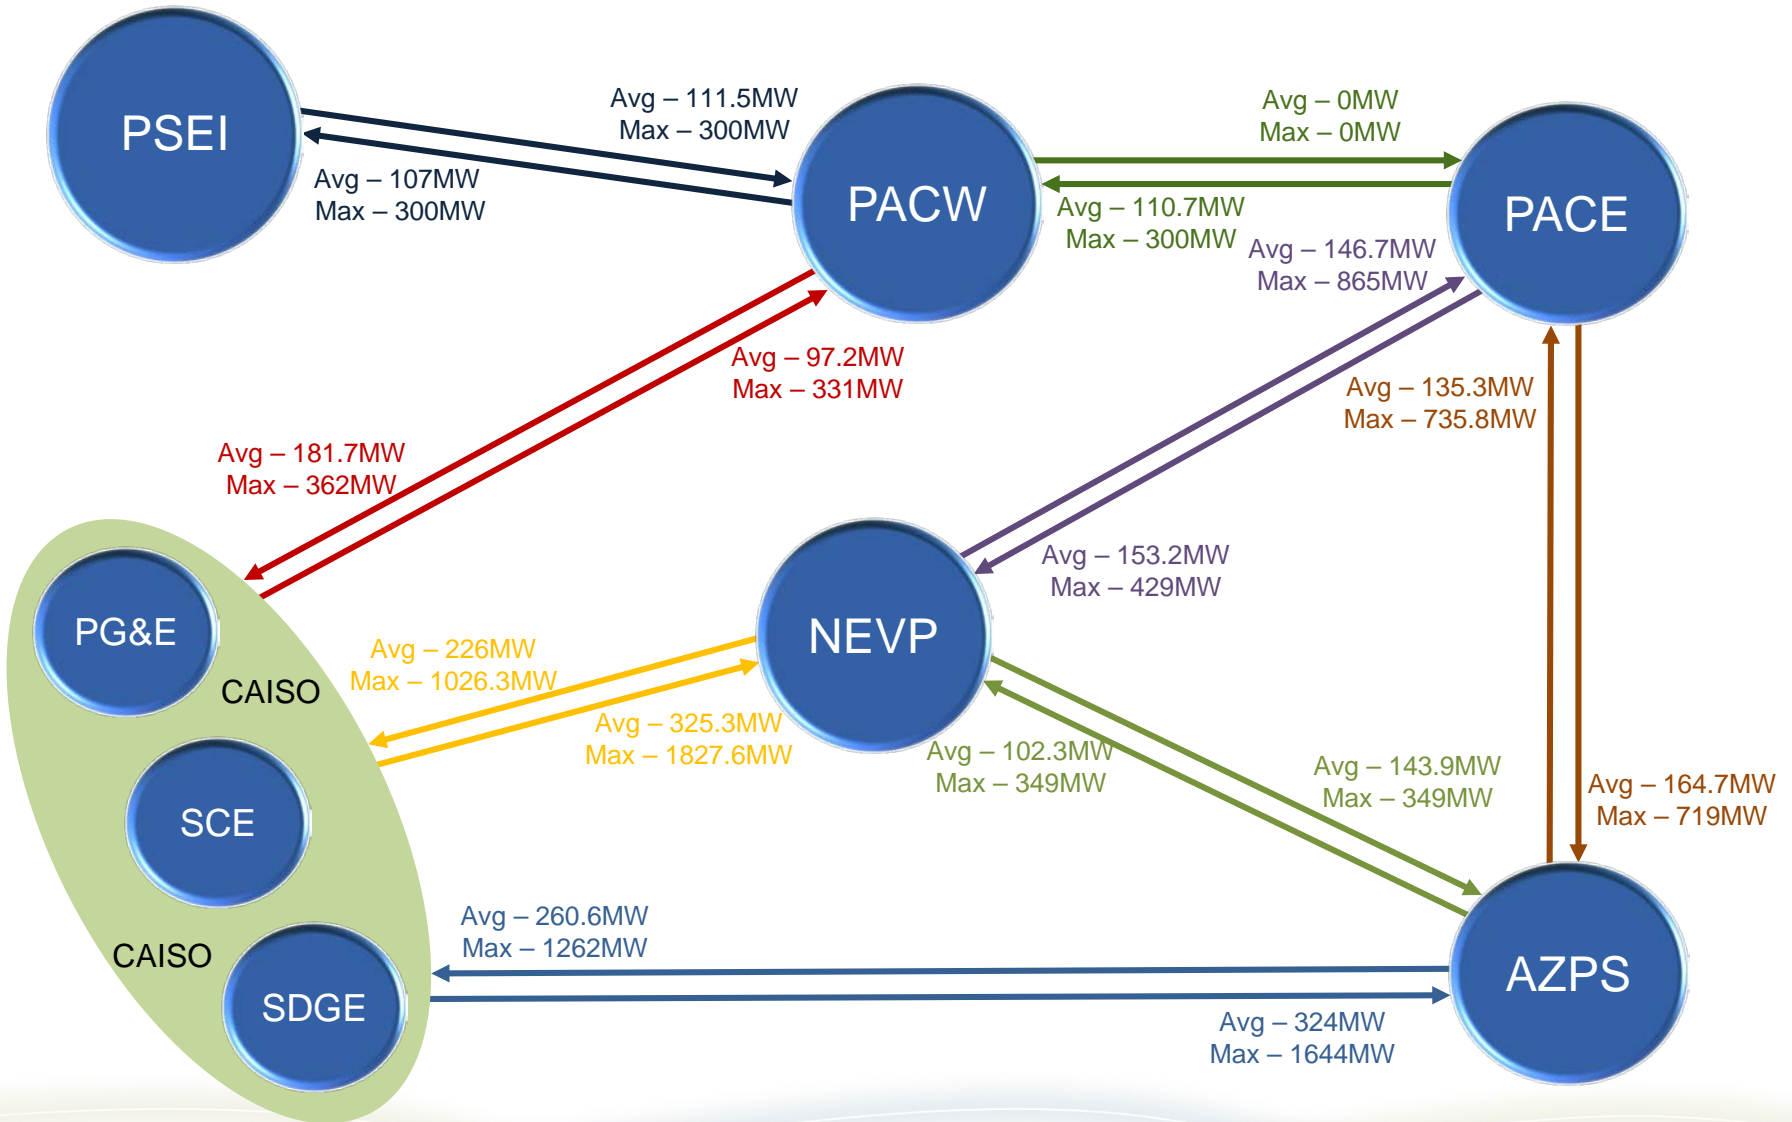 PSEI
Avg – 111.5MW
Max – 300MW
Avg – 107MW
Max – 300MW
PACW
Avg – 0MW
Max – 0MW
Avg – 110.7MW
Max – 300MW
PACE
Avg – 146.7MW
Max – 865MW
Avg – 97.2MW
Max – 331MW
Avg – 135.3MW
Max – 735.8MW
Avg – 181.7MW
Max – 362MW
Avg – 153.2MW
Max – 429MW
PG&E
CAISO
Avg – 226MW
Max – 1026.3MW
NEVP
Avg – 325.3MW
Max – 1827.6MW
Avg – 102.3MW
Max – 349MW
Avg – 143.9MW
Max – 349MW
Avg – 164.7MW
Max – 719MW
SCE
CAISO
SDGE
Avg – 260.6MW
Max – 1262MW
AZPS
Avg – 324MW
Max – 1644MW